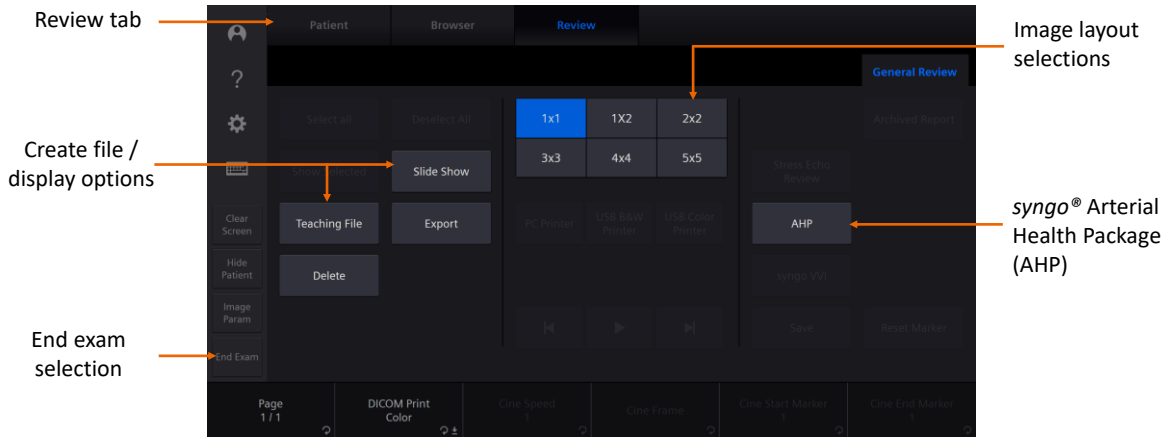 Review tab
Patient
Browser
Review
Image layout
selections
General Review
Select all
Deselect All
1x1
1X2
2x2
Archived Report
Create file /
display options
Show Selected
Slide Show
3x3
4x4
5x5
Stress Echo
Review
Clear
Screen
Teaching File
Export
PC Printer
USB B&W
Printer
USB Color
Printer
AHP
syngo® Arterial
Health Package
(AHP)
Hide
Patient
Delete
syngo VVI
Image
Param
Save
Reset Marker
End exam
selection
End Exam
Page
1 / 1
DICOM Print
Color
Cine Speed
1
Cine Frame
Cine Start Marker
1
Cine End Marker
1